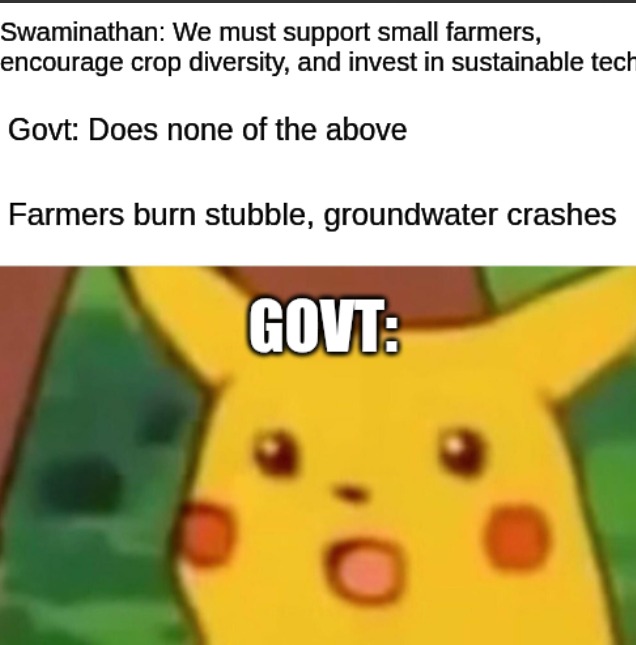 Swaminathan: We must support small farmers,
encourage crop diversity, and invest in sustainable tech
Govt: Does none of the above
Farmers burn stubble, groundwater crashes
GOVT: